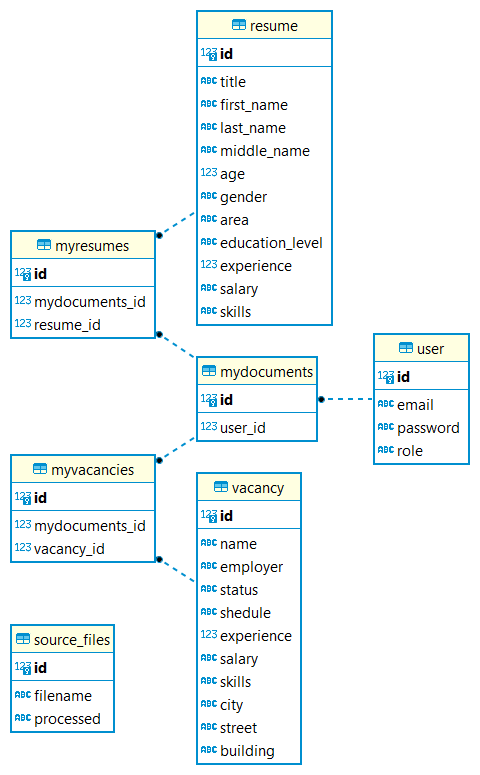 resume
123 id
ABC title
ABC first_name
ABC last_name
ABC middle_name
123 age
ABC gender
ABC area
ABC education_level
123 experience
ABC salary
ABC skills
myresumes
123 id
123 mydocuments_id
123 resume_id
mydocuments
123 id
123 user_id
user
123 id
ABC email
ABC password
ABC role
myvacancies
123 id
123 mydocuments_id
123 vacancy_id
vacancy
123 id
ABC name
ABC employer
ABC status
ABC shedule
123 experience
ABC salary
ABC skills
ABC city
ABC street
ABC building
source_files
123 id
ABC filename
ABC processed